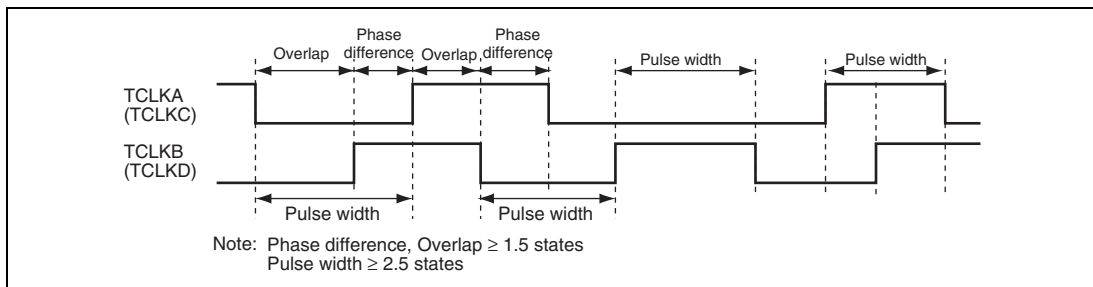 Overlap
Phase
difference
Overlap
Phase
difference
Pulse width
Pulse width
TCLKA
(TCLKC)
TCLKB
(TCLKD)
Pulse width
Pulse width
Note: Phase difference, Overlap ≥ 1.5 states
Pulse width ≥ 2.5 states